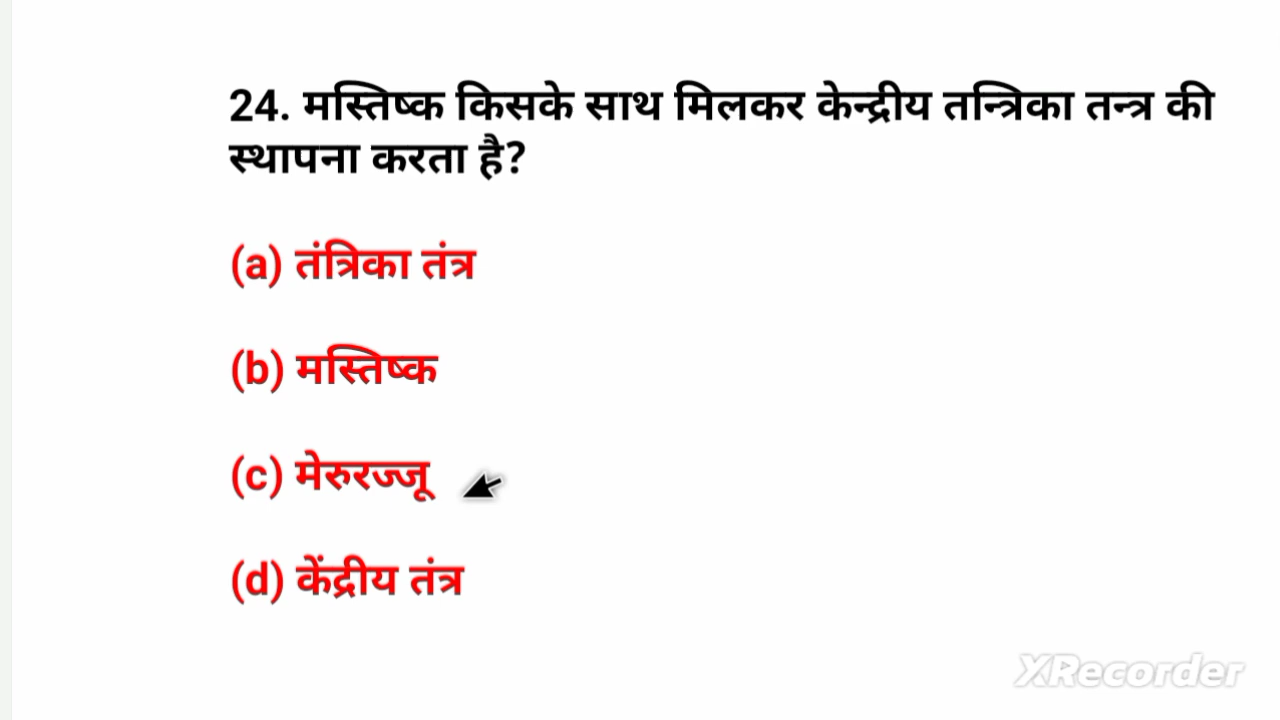 24. मस्तिष्क किसके साथ मिलकर केन्द्रीय तन्त्रिका तन्त्र की
स्थापना करता है?
(a) तंत्रिका तंत्र
(b) मस्तिष्क
(c) मेरुरज्जू
(d) केंद्रीय तंत्र
XRecorder